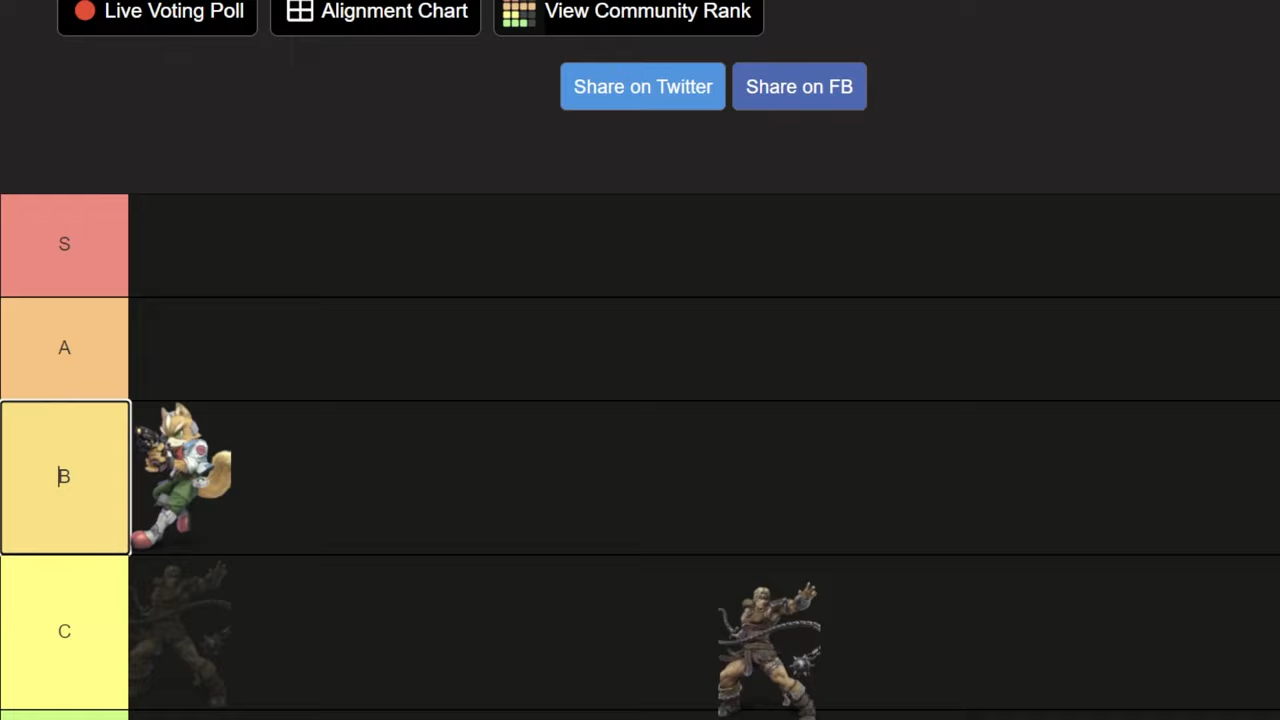 Live Voting Poll
Alignment Chart
View Community Rank
Share on Twitter
Share on FB
S
A
B
C